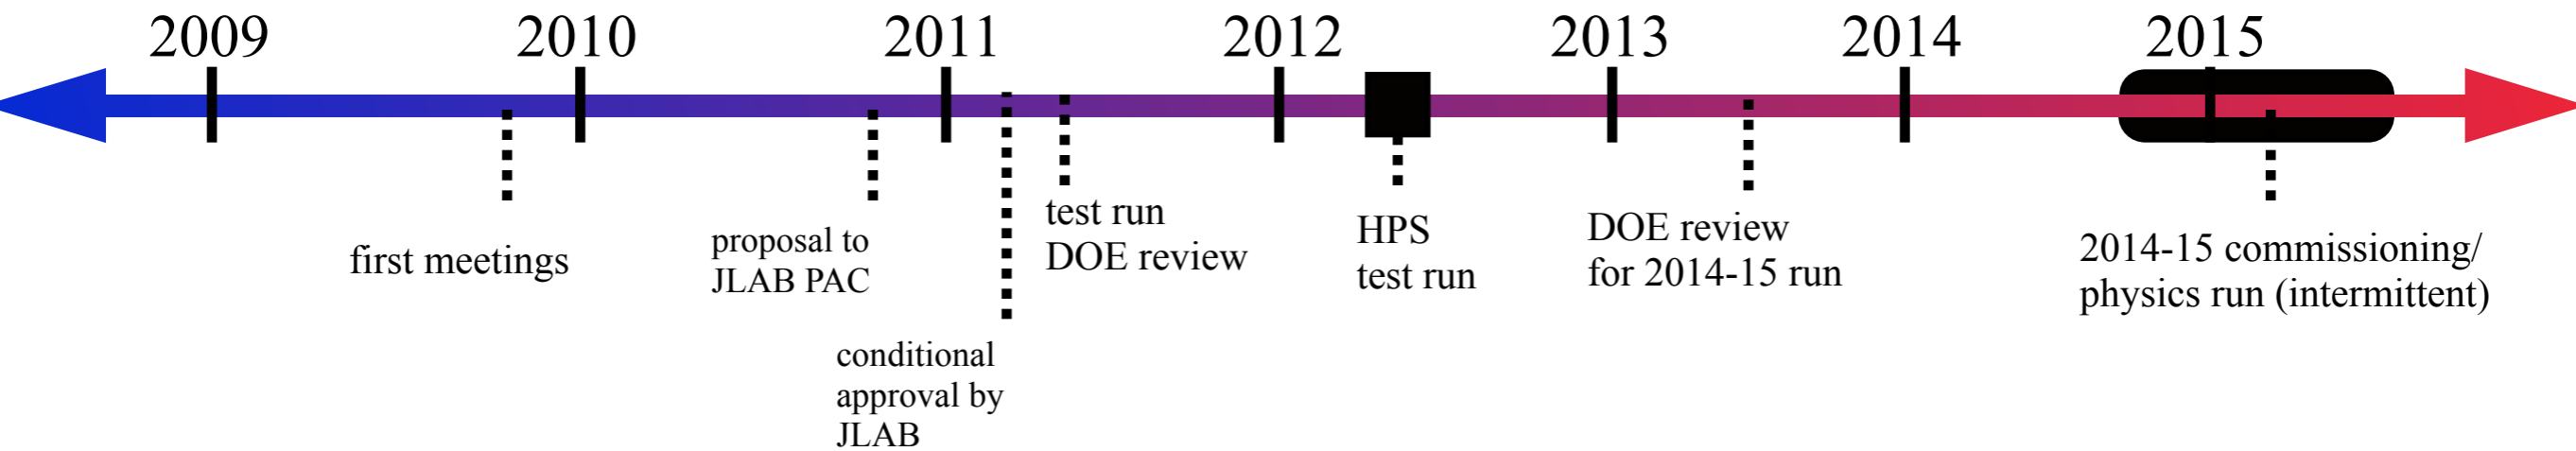 2009
2010
2011
2012
2013
2014
2015
first meetings
proposal to
JLAB PAC
conditional
approval by
JLAB
test run
DOE review
HPS
test run
DOE review
for 2014-15 run
2014-15 commissioning/
physics run (intermittent)